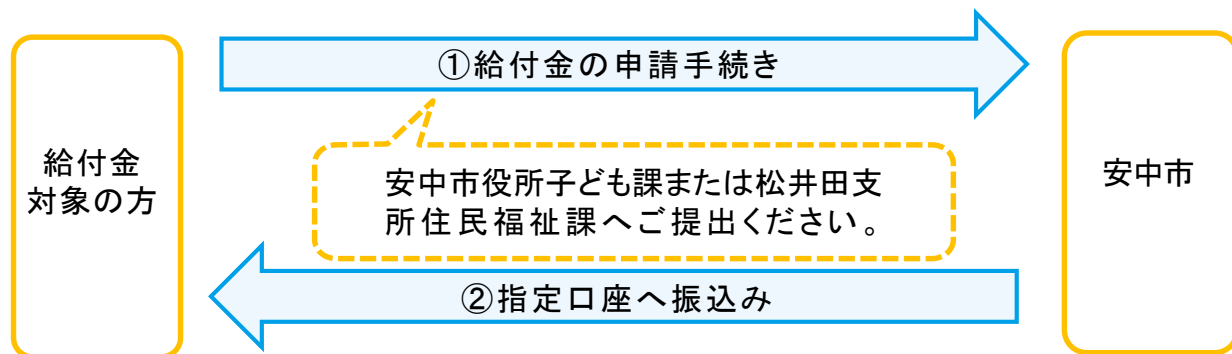 ①給付金の申請手続き
給付金
対象の方
安中市役所子ども課または松井田支
所住民福祉課へご提出ください。
安中市
②指定口座へ振込み